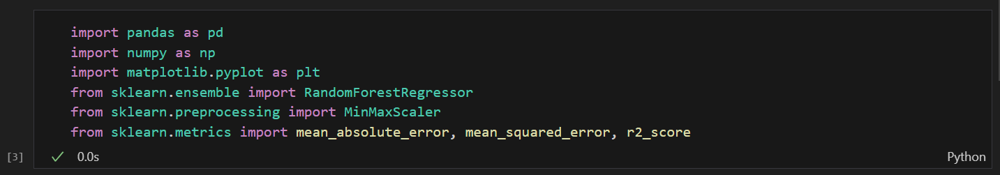 import pandas as pd
import numpy as np
import matplotlib.pyplot as plt
from sklearn.ensemble import RandomForestRegressor
from sklearn.preprocessing import MinMaxScaler
from sklearn.metrics import mean_absolute_error, mean_squared_error, r2_score
[3] ✓ 0.0s Python